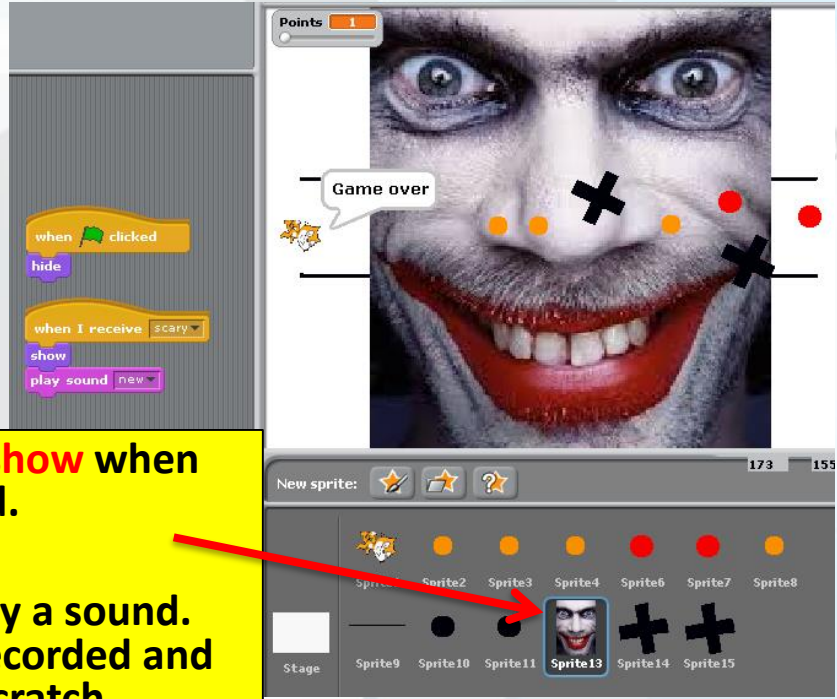 Points 1
Game over
when clicked
hide
when I receive scary
show
play sound new
how when
.
y a sound.
ecorded and
cratch
173 155
New sprite:
Sprite2 Sprite3 Sprite4 Sprite6 Sprite7 Sprite8
Stage
Sprite9 Sprite10 Sprite11 Sprite13 Sprite14 Sprite15